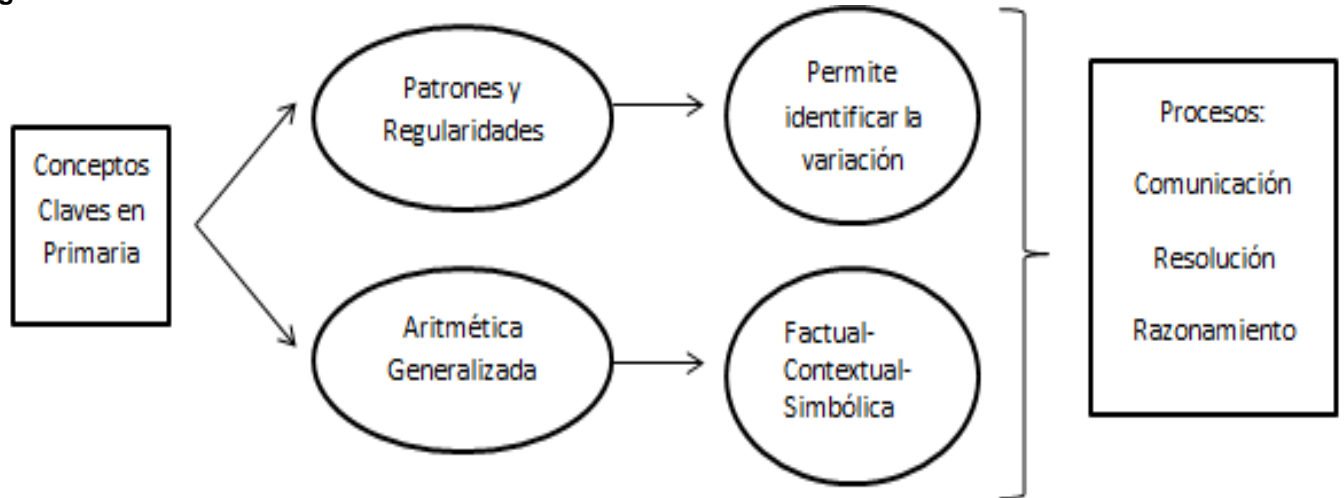 Conceptos
Claves en
Primaria
Patrones y
Regularidades
Permite
identificar la
variación
Aritmética
Generalizada
Factual-
Contextual-
Simbólica
Procesos:
Comunicación
Resolución
Razonamiento